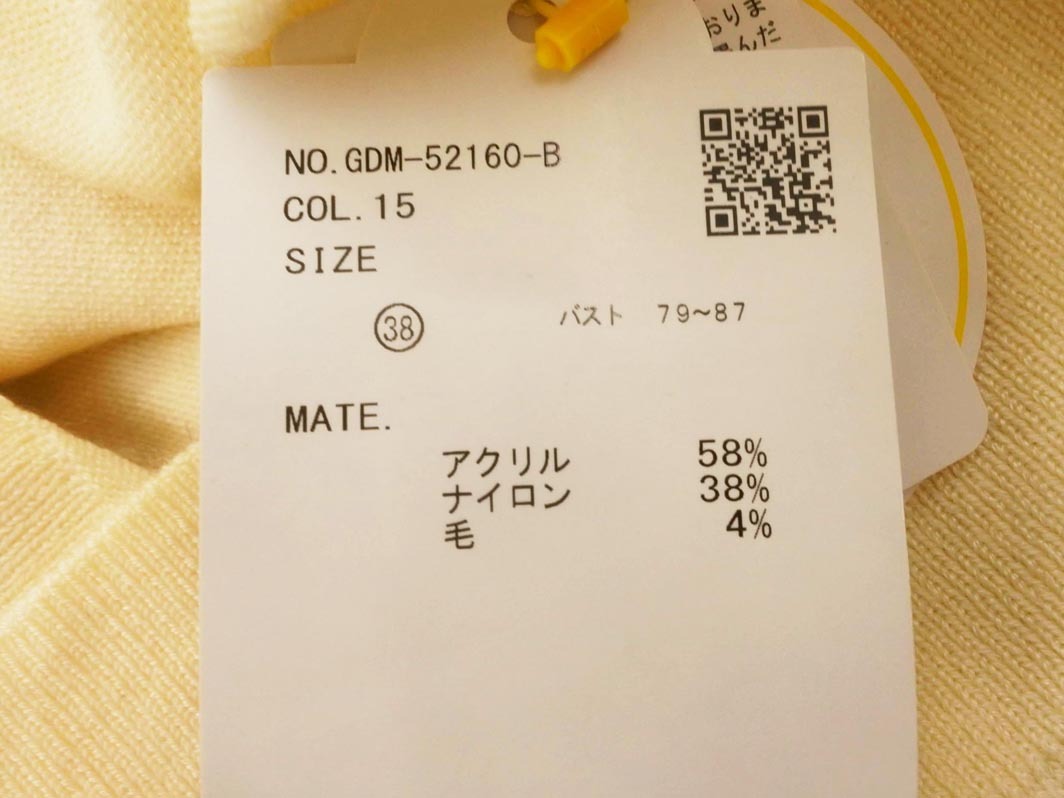 おりま
んだ
NO.GDM-52160-B
COL.15
SIZE
㊳ バスト 79~87
MATE.
アクリル 58%
ナイロン 38%
毛 4%